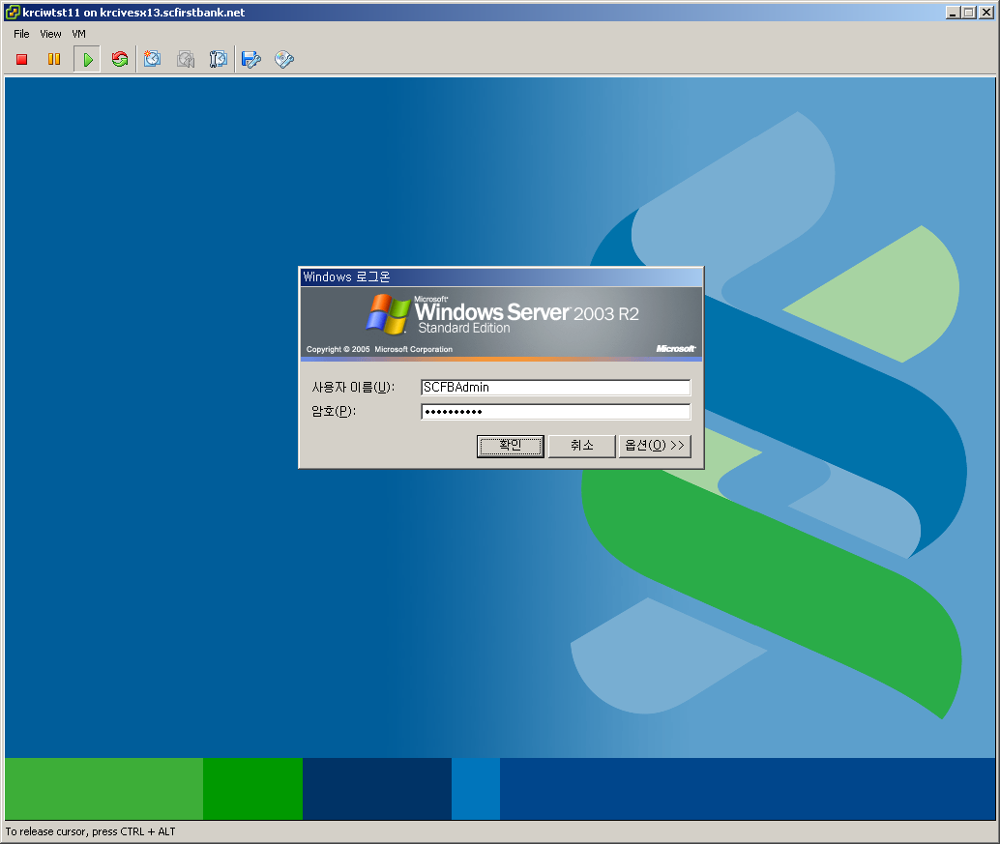 krciwtst11 on krcivesx13.scfirstbank.net
File View VM
Windows 로그온
Microsoft
Windows Server 2003 R2
Standard Edition
Copyright © 2005 Microsoft Corporation Microsoft
사용자 이름(U): SCFBAdmin
암호(P): ••••••••••
확인 취소 옵션(O) >>
To release cursor, press CTRL + ALT